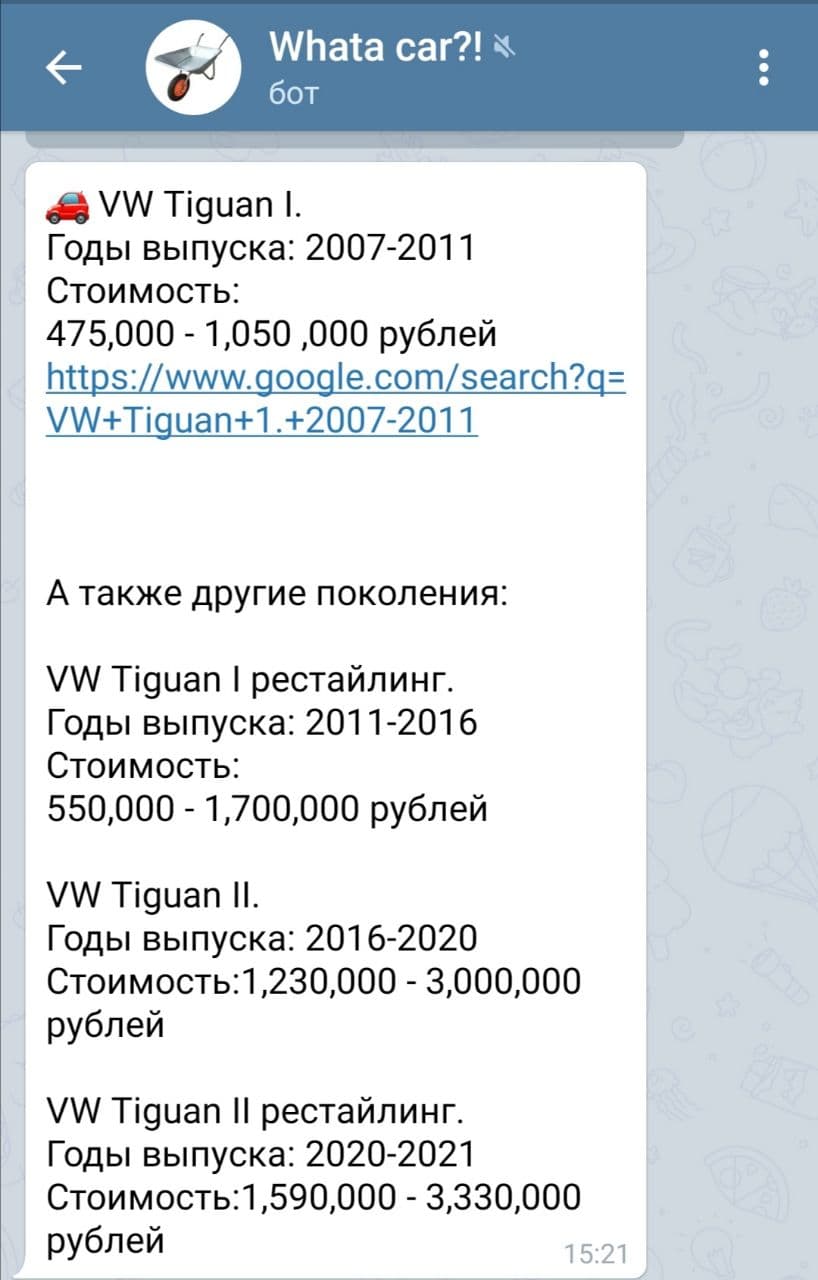 Whata car?!
бот
🚗 VW Tiguan I.
Годы выпуска: 2007-2011
Стоимость:
475,000 - 1,050 ,000 рублей
https://www.google.com/search?q=
VW+Tiguan+1.+2007-2011
А также другие поколения:
VW Tiguan I рестайлинг.
Годы выпуска: 2011-2016
Стоимость:
550,000 - 1,700,000 рублей
VW Tiguan II.
Годы выпуска: 2016-2020
Стоимость:1,230,000 - 3,000,000
рублей
VW Tiguan II рестайлинг.
Годы выпуска: 2020-2021
Стоимость:1,590,000 - 3,330,000
рублей
15:21